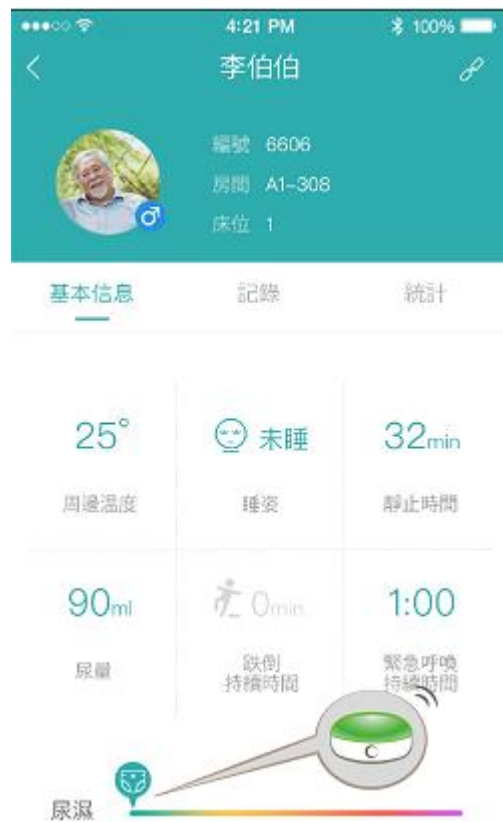 4:21 PM
100%
李伯伯
編號 6606
房間 A1-308
床位 1
基本信息 記錄 統計
25° 未睡 32min
周邊溫度 睡姿 靜止時間
90ml 0min 1:00
尿量 跌倒 緊急呼喚
持續時間 持續時間
尿濕